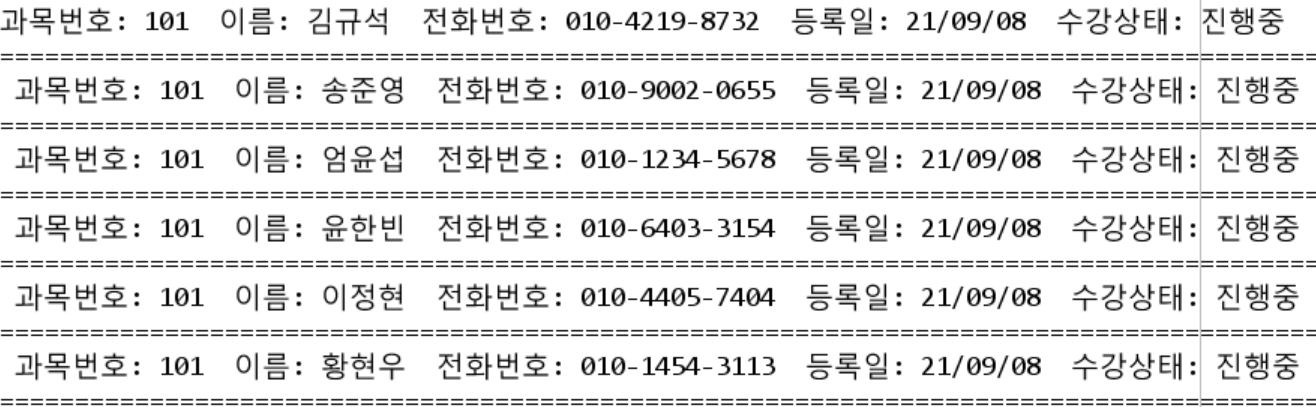 과목번호: 101  이름: 김규석  전화번호: 010-4219-8732  등록일: 21/09/08  수강상태: 진행중
==========================================================================================
과목번호: 101  이름: 송준영  전화번호: 010-9002-0655  등록일: 21/09/08  수강상태: 진행중
==========================================================================================
과목번호: 101  이름: 엄윤섭  전화번호: 010-1234-5678  등록일: 21/09/08  수강상태: 진행중
==========================================================================================
과목번호: 101  이름: 윤한빈  전화번호: 010-6403-3154  등록일: 21/09/08  수강상태: 진행중
==========================================================================================
과목번호: 101  이름: 이정현  전화번호: 010-4405-7404  등록일: 21/09/08  수강상태: 진행중
==========================================================================================
과목번호: 101  이름: 황현우  전화번호: 010-1454-3113  등록일: 21/09/08  수강상태: 진행중
==========================================================================================